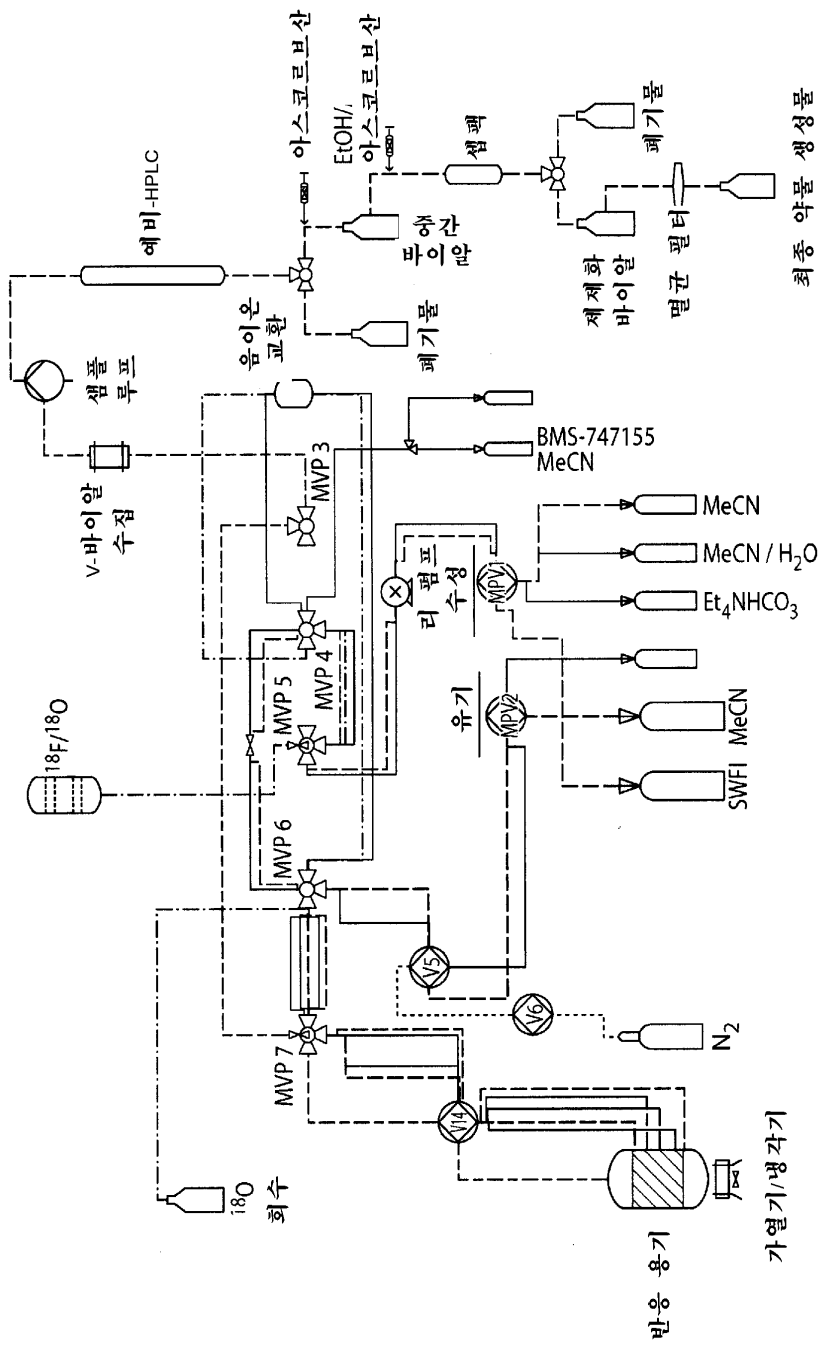 아스코르브산
EtOH/,
아스코르브산
예비-HPLC
음이온
교환
중간
바이알
셉팩
폐기물
폐기물
제제화
바이알
멸균 필터
최종 약물 생성물
샘플
루프
V-바이알
수집
MVP 3
BMS-747155
MeCN
MVP 4
MVP 5
18F/18O
MVP 6
리 펌프
수성
MPV1
MeCN
MeCN / H2O
Et4NHCO3
유기
MPV2
MeCN
SWFI
V5
V6
N2
MVP 7
V14
18O
회수
반응 용기
가열기/냉각기